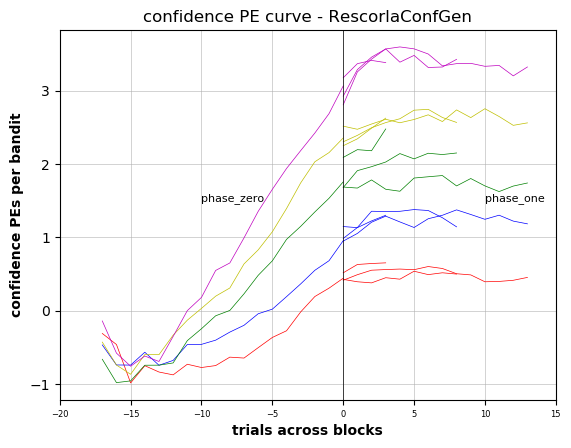 confidence PE curve - RescorlaConfGen
confidence PEs per bandit
3
2
1
0
−1
phase_zero
phase_one
−20
−15
−10
−5
0
5
10
15
trials across blocks